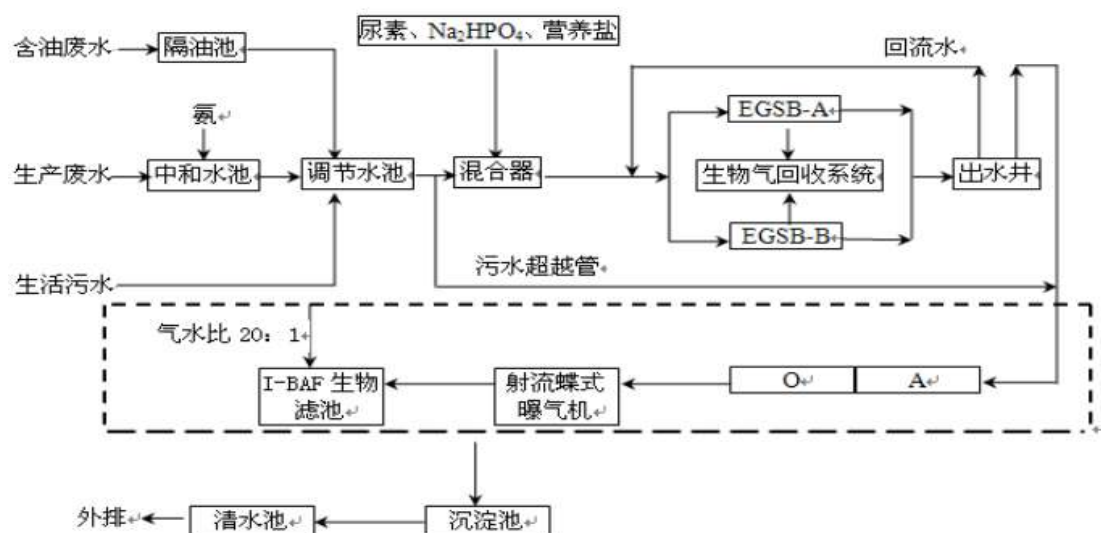 尿素、Na₂HPO₄、营养盐
含油废水
隔油池
回流水
氨
EGSB-A
生产废水
中和水池
调节水池
混合器
生物气回收系统
出水井
EGSB-B
生活污水
污水超越管
气水比 20：1
I-BAF 生物
滤池
射流蝶式
曝气机
O
A
外排
清水池
沉淀池